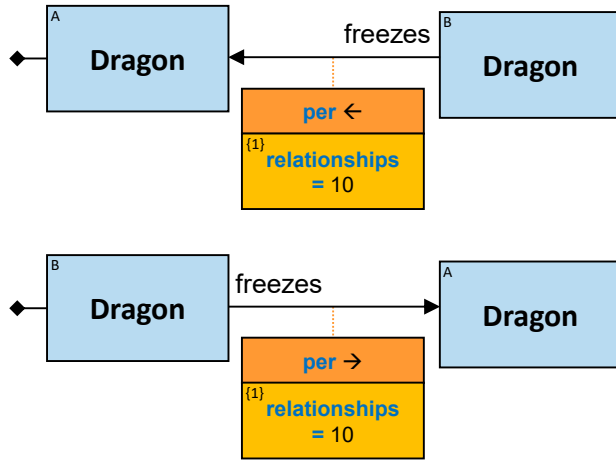 A
Dragon
freezes
B
Dragon
per ←
{1}
relationships
= 10
B
Dragon
freezes
A
Dragon
per →
{1}
relationships
= 10